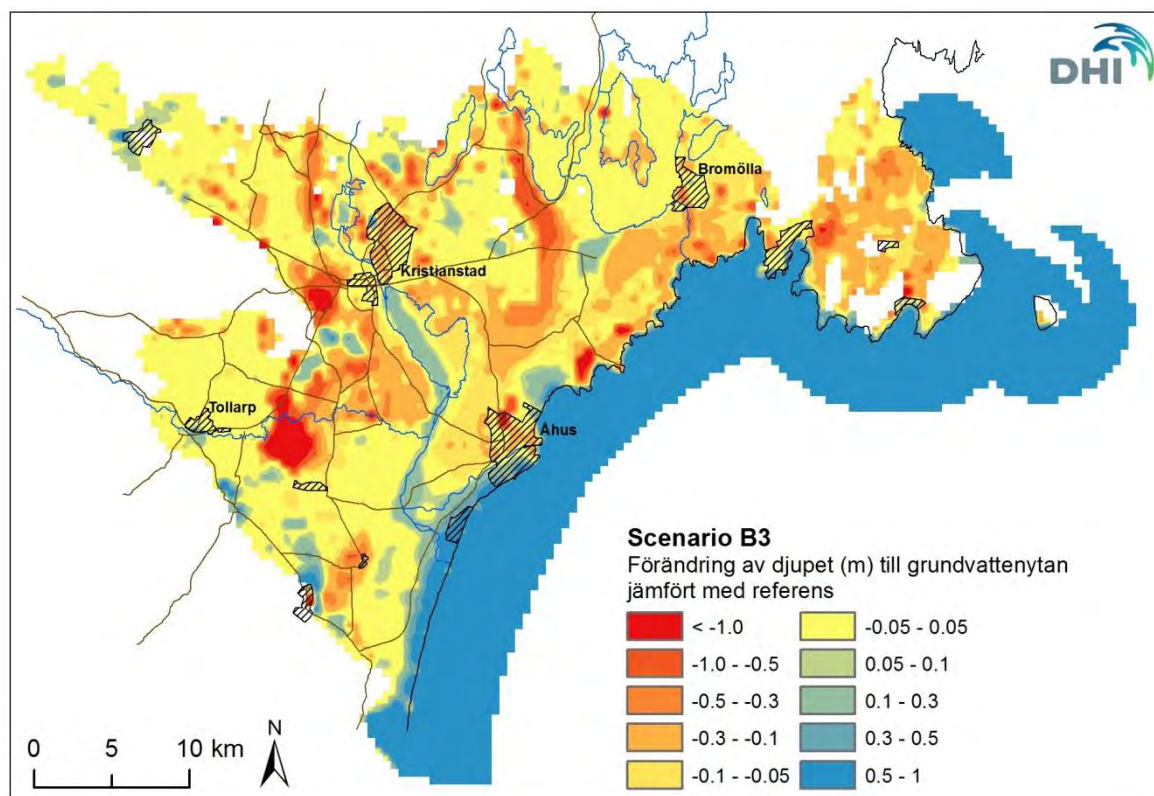 DHI
Bromölla
Kristianstad
Tollarp
Åhus
Scenario B3
Förändring av djupet (m) till grundvattenytan
jämfört med referens
< -1.0
-0.05 - 0.05
-1.0 - -0.5
0.05 - 0.1
-0.5 - -0.3
0.1 - 0.3
-0.3 - -0.1
0.3 - 0.5
-0.1 - -0.05
0.5 - 1
N
0 5 10 km